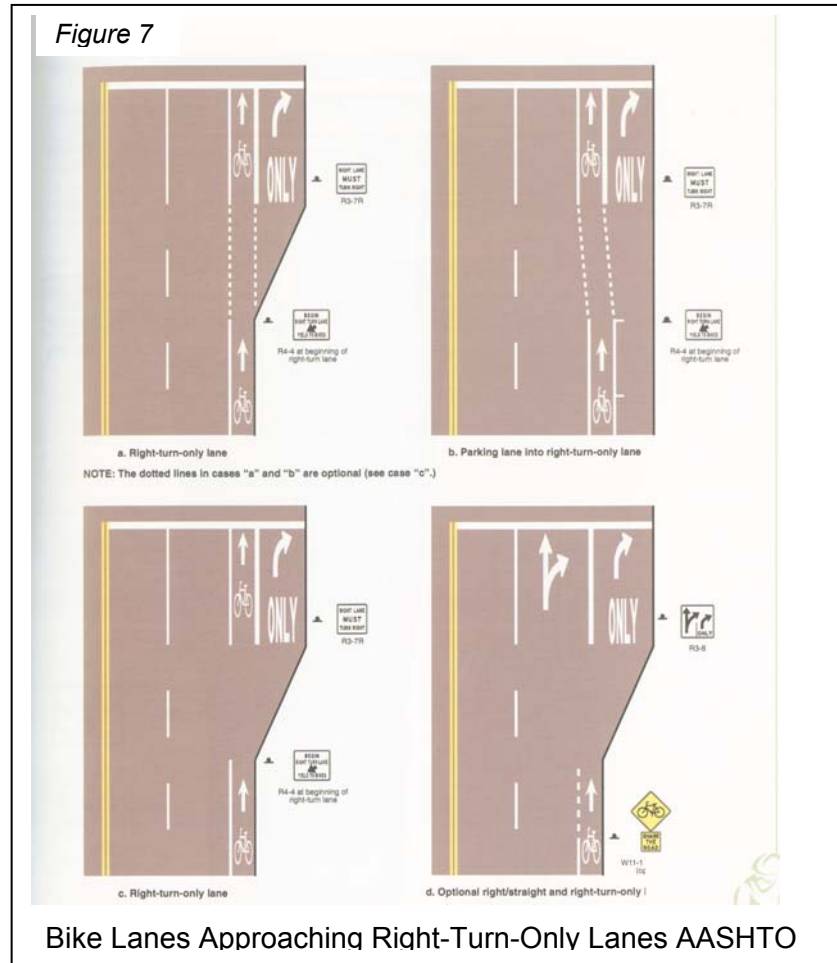 Figure 7
ONLY
RIGHT LANE
MUST
TURN RIGHT
R3-7R
BEGIN
RIGHT TURN LANE
YIELD TO BIKES
R4-4 at beginning of
right-turn lane
a. Right-turn-only lane
ONLY
RIGHT LANE
MUST
TURN RIGHT
R3-7R
BEGIN
RIGHT TURN LANE
YIELD TO BIKES
R4-4 at beginning of
right-turn lane
b. Parking lane into right-turn-only lane
NOTE: The dotted lines in cases "a" and "b" are optional (see case "c".)
ONLY
RIGHT LANE
MUST
TURN RIGHT
R3-7R
BEGIN
RIGHT TURN LANE
YIELD TO BIKES
R4-4 at beginning of
right-turn lane
c. Right-turn-only lane
ONLY
ONLY
R3-8
SHARE
THE
ROAD
W11-1
d. Optional right/straight and right-turn-only
Bike Lanes Approaching Right-Turn-Only Lanes AASHTO